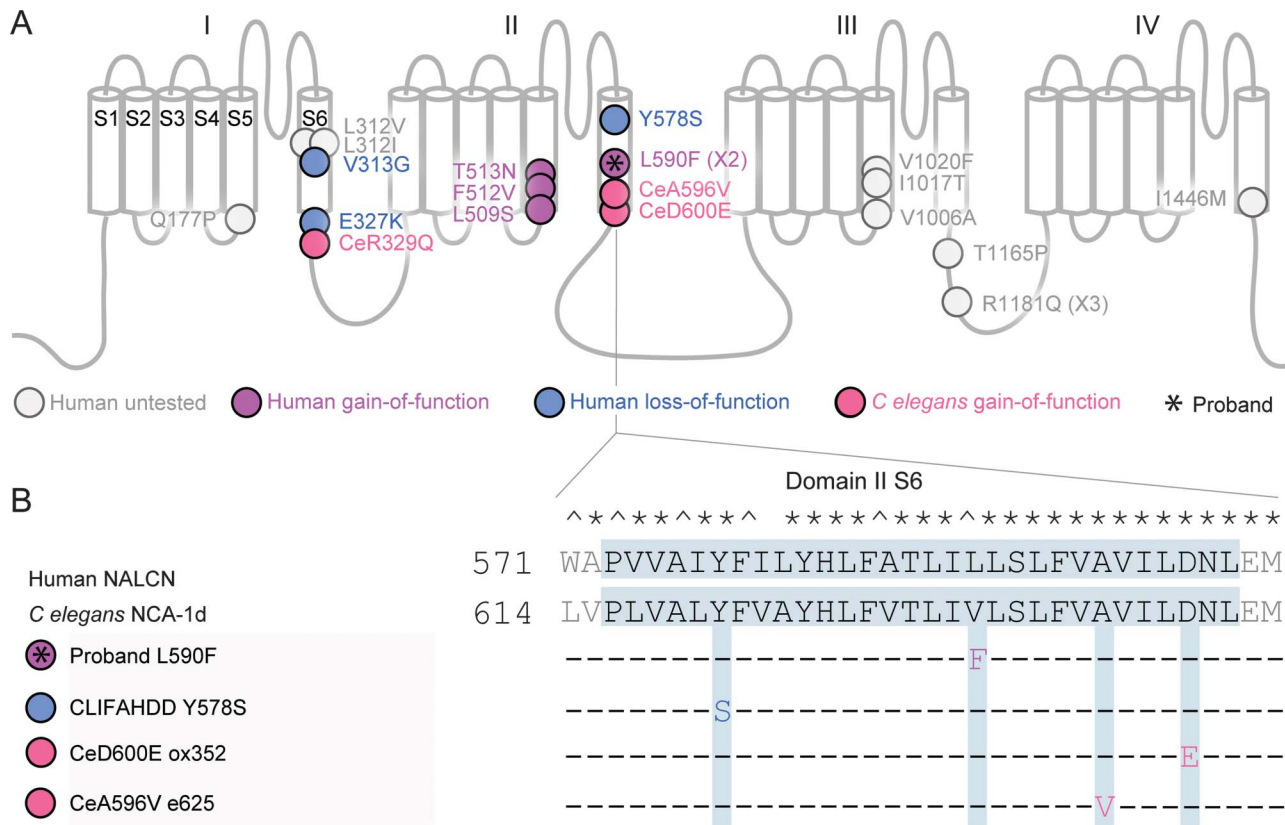 A
I II III IV
S1 S2 S3 S4 S5 S6
L312V
L312I
V313G
Q177P
E327K
CeR329Q
T513N
F512V
L509S
Y578S
L590F (X2)
CeA596V
CeD600E
V1020F
I1017T
V1006A
T1165P
R1181Q (X3)
I1446M
Human untested
Human gain-of-function
Human loss-of-function
C elegans gain-of-function
* Proband
Domain II S6
B
^*^**^**^ ****^***^**************
Human NALCN
571 WAPVVAIYFILYHLFATLILLSLFVAVILDNLEM
C elegans NCA-1d
614 LVPLVALYFVAYHLFVTLIVLSLFVAVILDNLEM
* Proband L590F
-------------------F--------------
CLIFAHDD Y578S
-------S--------------------------
CeD600E ox352
-----------------------------E----
CeA596V e625
-------------------------V--------